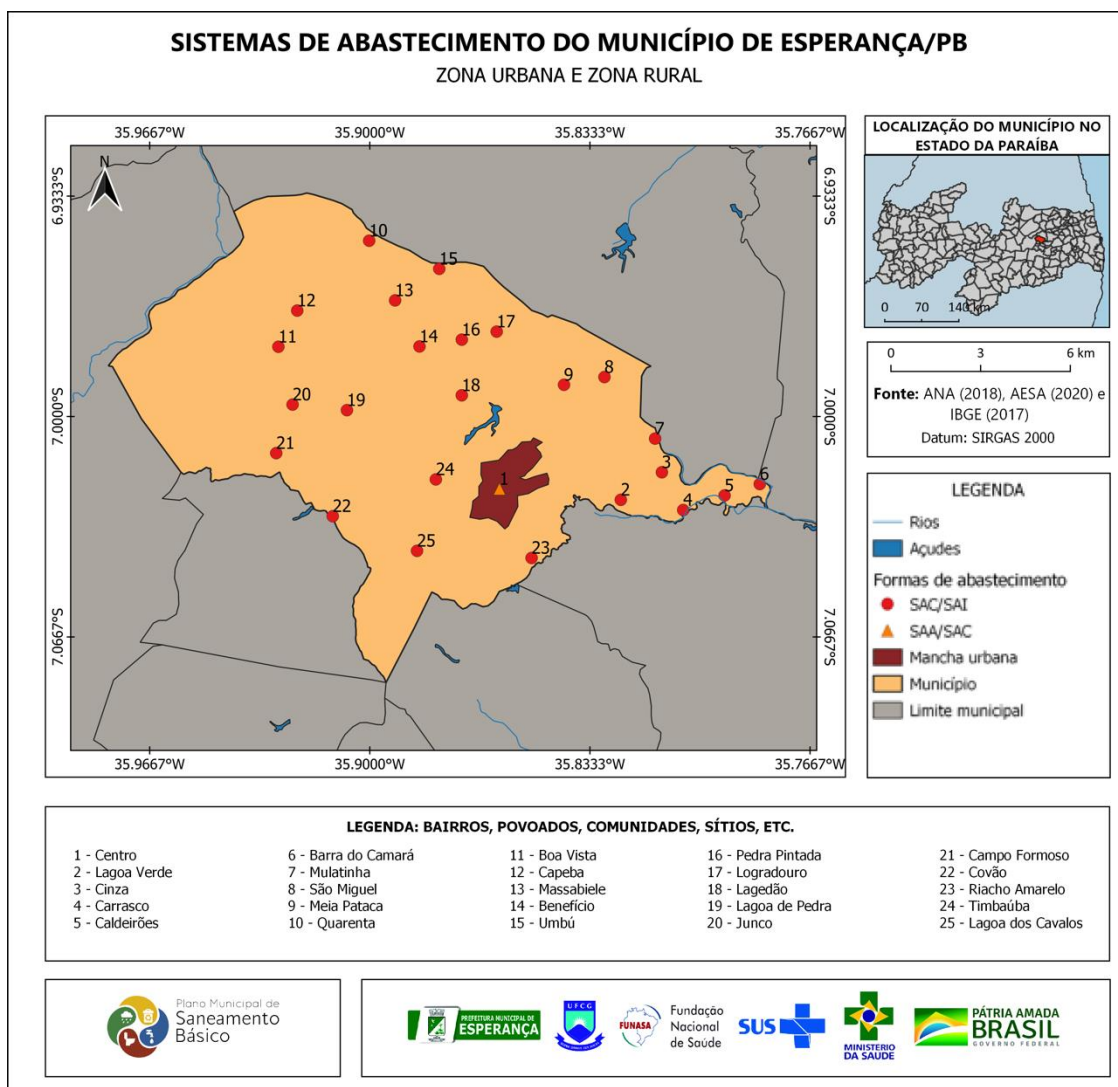 SISTEMAS DE ABASTECIMENTO DO MUNICÍPIO DE ESPERANÇA/PB
ZONA URBANA E ZONA RURAL
35.9667°W 35.9000°W 35.8333°W 35.7667°W
N
6.9333°S 6.9333°S
10
15
12
13
17
16
11
14
8
9
18
20
19
7.0000°S 7.0000°S
7
21
3
24
1
6
5
2
4
22
25
23
7.0667°S 7.0667°S
35.9667°W 35.9000°W 35.8333°W 35.7667°W
LOCALIZAÇÃO DO MUNICÍPIO NO
ESTADO DA PARAÍBA
0 70 140 km
0 3 6 km
Fonte: ANA (2018), AESA (2020) e
IBGE (2017)
Datum: SIRGAS 2000
LEGENDA
Rios
Açudes
Formas de abastecimento
SAC/SAI
SAA/SAC
Mancha urbana
Município
Limite municipal
LEGENDA: BAIRROS, POVOADOS, COMUNIDADES, SÍTIOS, ETC.
1 - Centro
2 - Lagoa Verde
3 - Cinza
4 - Carrasco
5 - Caldeirões
6 - Barra do Camará
7 - Mulatinha
8 - São Miguel
9 - Meia Pataca
10 - Quarenta
11 - Boa Vista
12 - Capeba
13 - Massabiele
14 - Benefício
15 - Umbú
16 - Pedra Pintada
17 - Logradouro
18 - Lagedão
19 - Lagoa de Pedra
20 - Junco
21 - Campo Formoso
22 - Covão
23 - Riacho Amarelo
24 - Timbaúba
25 - Lagoa dos Cavalos
Plano Municipal de
Saneamento
Básico
PREFEITURA MUNICIPAL DE
ESPERANÇA
UFCG
FUNASA
Fundação
Nacional
de Saúde
SUS
MINISTÉRIO
DA SAÚDE
PÁTRIA AMADA
BRASIL
GOVERNO FEDERAL